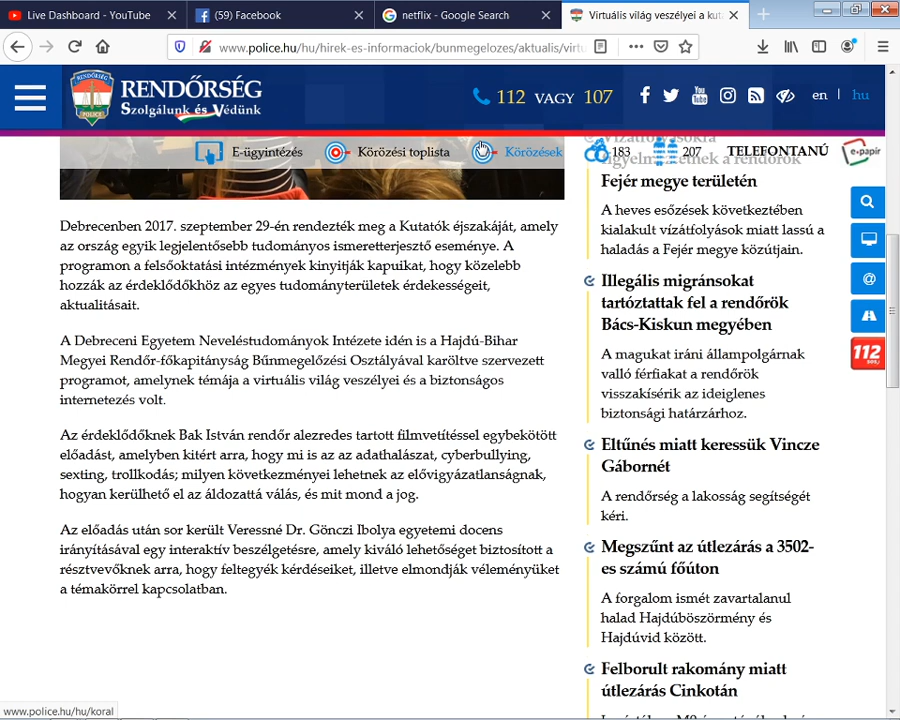 Live Dashboard - YouTube
(59) Facebook
netflix - Google Search
Virtuális világ veszélyei a kut
www.police.hu/hu/hirek-es-informaciok/bunmegelozes/aktualis/virtu
RENDŐRSÉG
Szolgálunk és Védünk
POLICE
112 VAGY 107
You Tube
en | hu
E-ügyintézés
Körözési toplista
Körözések
183
207
TELEFONTANÚ
e-papír
Debrecenben 2017. szeptember 29-én rendezték meg a Kutatók éjszakáját, amely
az ország egyik legjelentősebb tudományos ismeretterjesztő eseménye. A
programon a felsőoktatási intézmények kinyitják kapuikat, hogy közelebb
hozzák az érdeklődőkhöz az egyes tudományterületek érdekességeit,
aktualitásait.
A Debreceni Egyetem Neveléstudományok Intézete idén is a Hajdú-Bihar
Megyei Rendőr-főkapitányság Bűnmegelőzési Osztályával karöltve szervezett
programot, amelynek témája a virtuális világ veszélyei és a biztonságos
internetezés volt.
Az érdeklődőknek Bak István rendőr alezredes tartott filmvetítéssel egybekötött
előadást, amelyben kitért arra, hogy mi is az az adathalászat, cyberbullying,
sexting, trollkodás; milyen következményei lehetnek az elővigyázatlanságnak,
hogyan kerülhető el az áldozattá válás, és mit mond a jog.
Az előadás után sor került Veressné Dr. Gönczi Ibolya egyetemi docens
irányításával egy interaktív beszélgetésre, amely kiváló lehetőséget biztosított a
résztvevőknek arra, hogy feltegyék kérdéseiket, illetve elmondják véleményüket
a témakörrel kapcsolatban.
Vízátfolyásokra
figyelmeztetnek a rendőrök
Fejér megye területén
A heves esőzések következtében
kialakult vízátfolyások miatt lassú a
haladás a Fejér megye közútjain.
Illegális migránsokat
tartóztattak fel a rendőrök
Bács-Kiskun megyében
A magukat iráni állampolgárnak
valló férfiakat a rendőrök
visszakísérik az ideiglenes
biztonsági határzárhoz.
Eltűnés miatt keressük Vincze
Gábornét
A rendőrség a lakosság segítségét
kéri.
Megszűnt az útlezárás a 3502-
es számú főúton
A forgalom ismét zavartalanul
halad Hajdúböszörmény és
Hajdúvid között.
Felborult rakomány miatt
útlezárás Cinkotán
112
www.police.hu/hu/koral